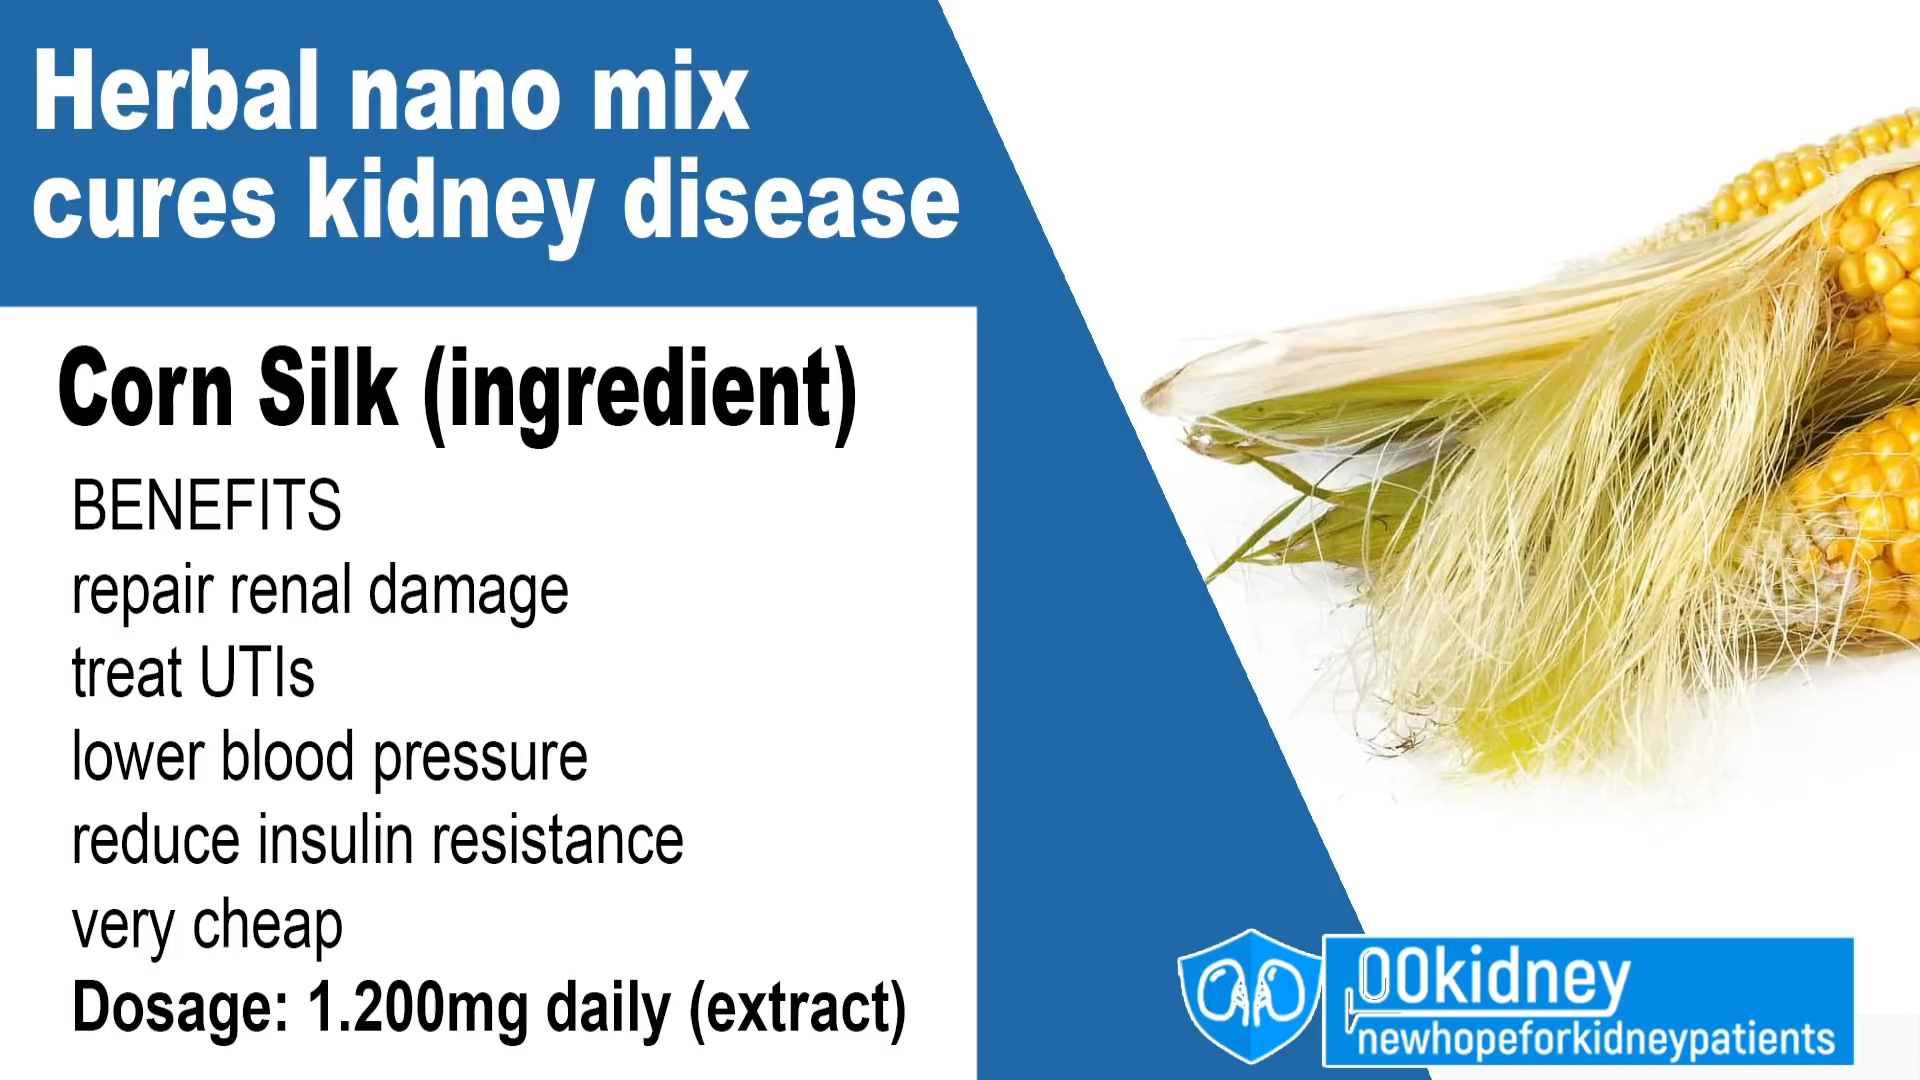 Herbal nano mix
cures kidney disease
Corn Silk (ingredient)
BENEFITS
repair renal damage
treat UTIs
lower blood pressure
reduce insulin resistance
very cheap
Dosage: 1.200mg daily (extract)
00kidney
newhopeforkidneypatients